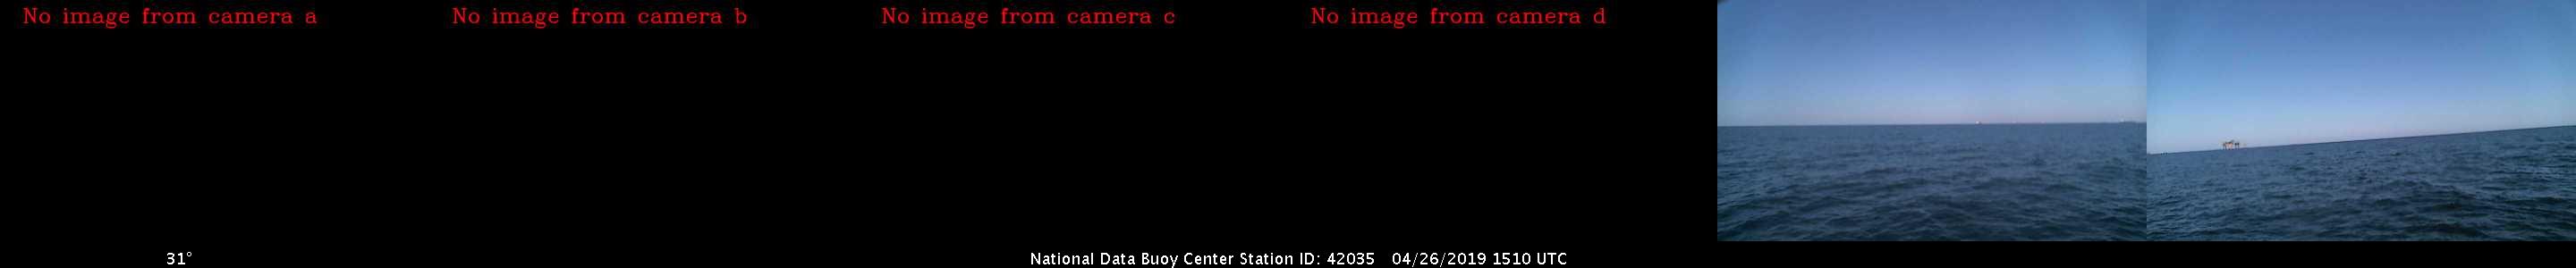 No image from camera a
No image from camera b
No image from camera c
No image from camera d
31°
National Data Buoy Center Station ID: 42035 04/26/2019 1510 UTC